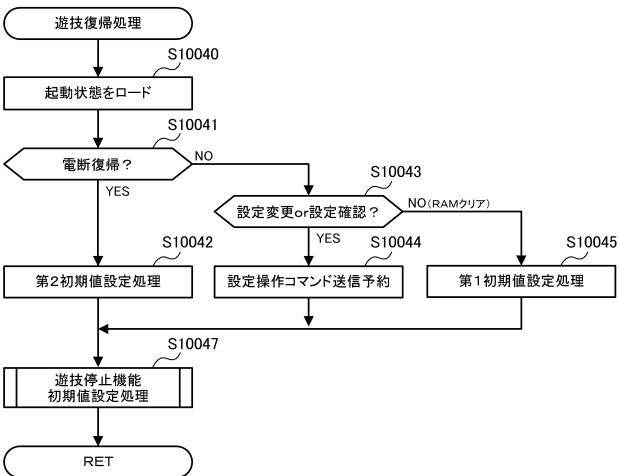 遊技復帰処理
S10040
起動状態をロード
S10041
電断復帰？
NO
YES
S10043
設定変更or設定確認？
NO(RAMクリア)
YES
S10042
第２初期値設定処理
S10044
設定操作コマンド送信予約
S10045
第１初期値設定処理
S10047
遊技停止機能
初期値設定処理
RET